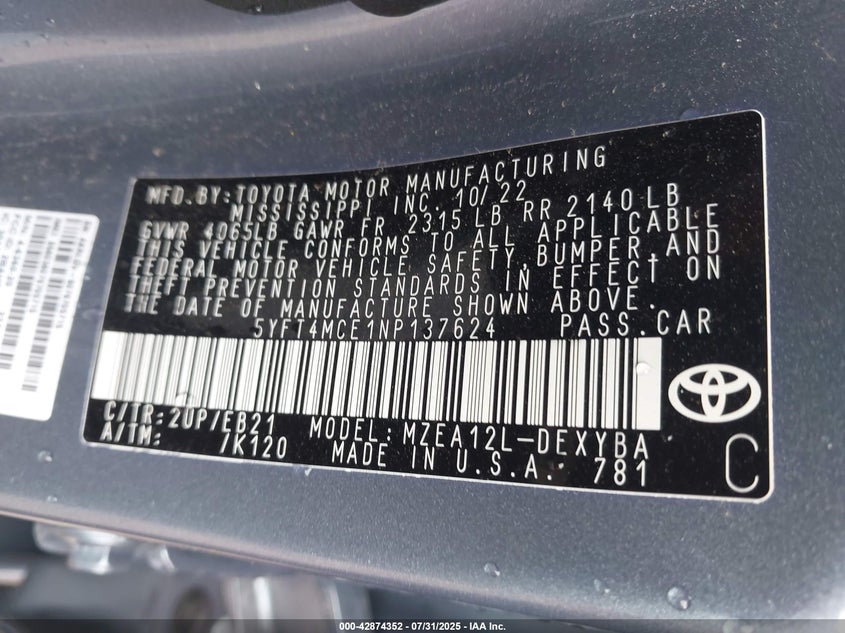 MFD. BY: TOYOTA MOTOR MANUFACTURING
MISSISSIPPI INC. 10/22
GVWR 4065LB GAWR FR 2315 LB RR 2140 LB
THIS VEHICLE CONFORMS TO ALL APPLICABLE
FEDERAL MOTOR VEHICLE SAFETY, BUMPER, AND
THEFT PREVENTION STANDARDS IN EFFECT ON
THE DATE OF MANUFACTURE SHOWN ABOVE.
5YFT4MCE1NP137624 PASS. CAR
C/TR: 2UP/EB21 MODEL: MZEA12L-DEXYBA
A/TM: /K120 MADE IN U.S.A. 781
C
000-42874352 - 07/31/2025 - IAA Inc.